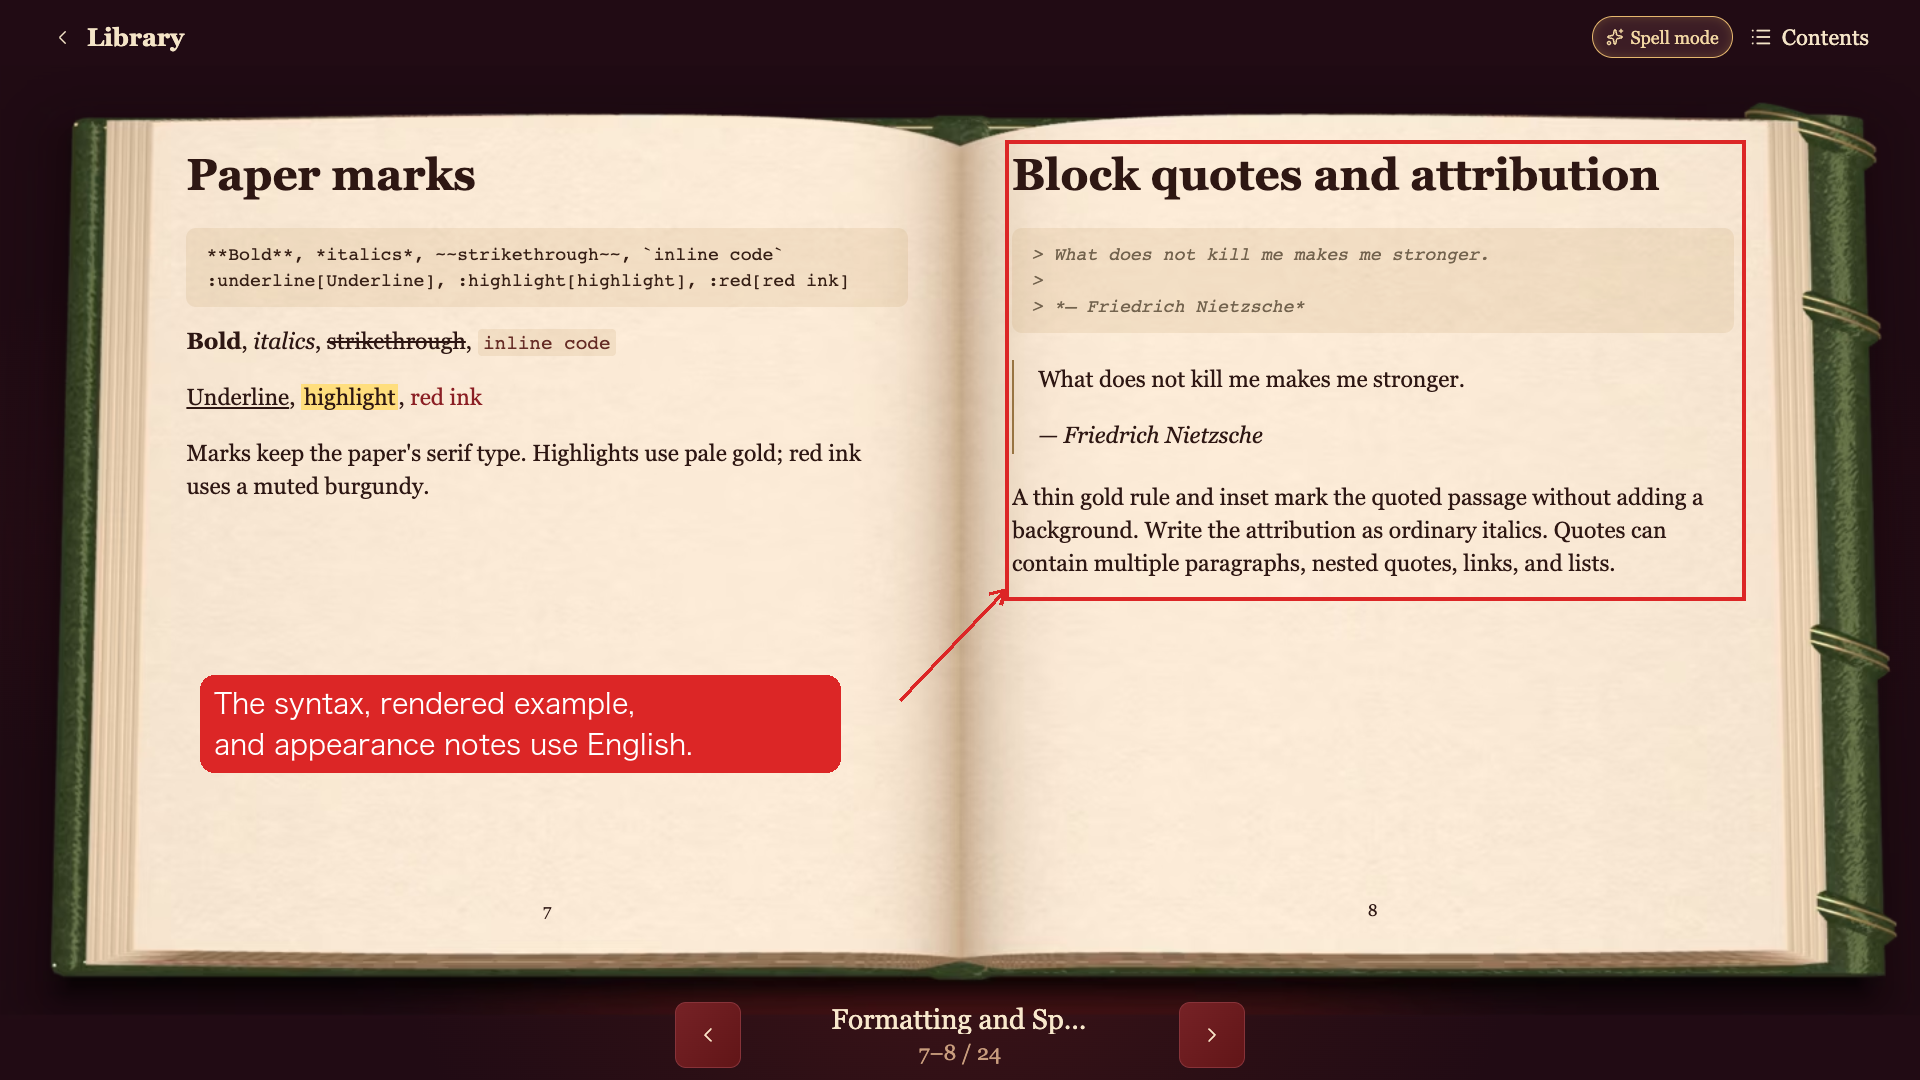 Library
Spell mode
Contents
Paper marks
**Bold**, *italics*, ~~strikethrough~~, `inline code`
:underline[Underline], :highlight[highlight], :red[red ink]
Bold, italics, strikethrough, inline code
Underline, highlight, red ink
Marks keep the paper's serif type. Highlights use pale gold; red ink
uses a muted burgundy.
The syntax, rendered example,
and appearance notes use English.
7
Block quotes and attribution
> What does not kill me makes me stronger.
>
> *— Friedrich Nietzsche*
What does not kill me makes me stronger.
— Friedrich Nietzsche
A thin gold rule and inset mark the quoted passage without adding a
background. Write the attribution as ordinary italics. Quotes can
contain multiple paragraphs, nested quotes, links, and lists.
8
Formatting and Sp...
7–8 / 24